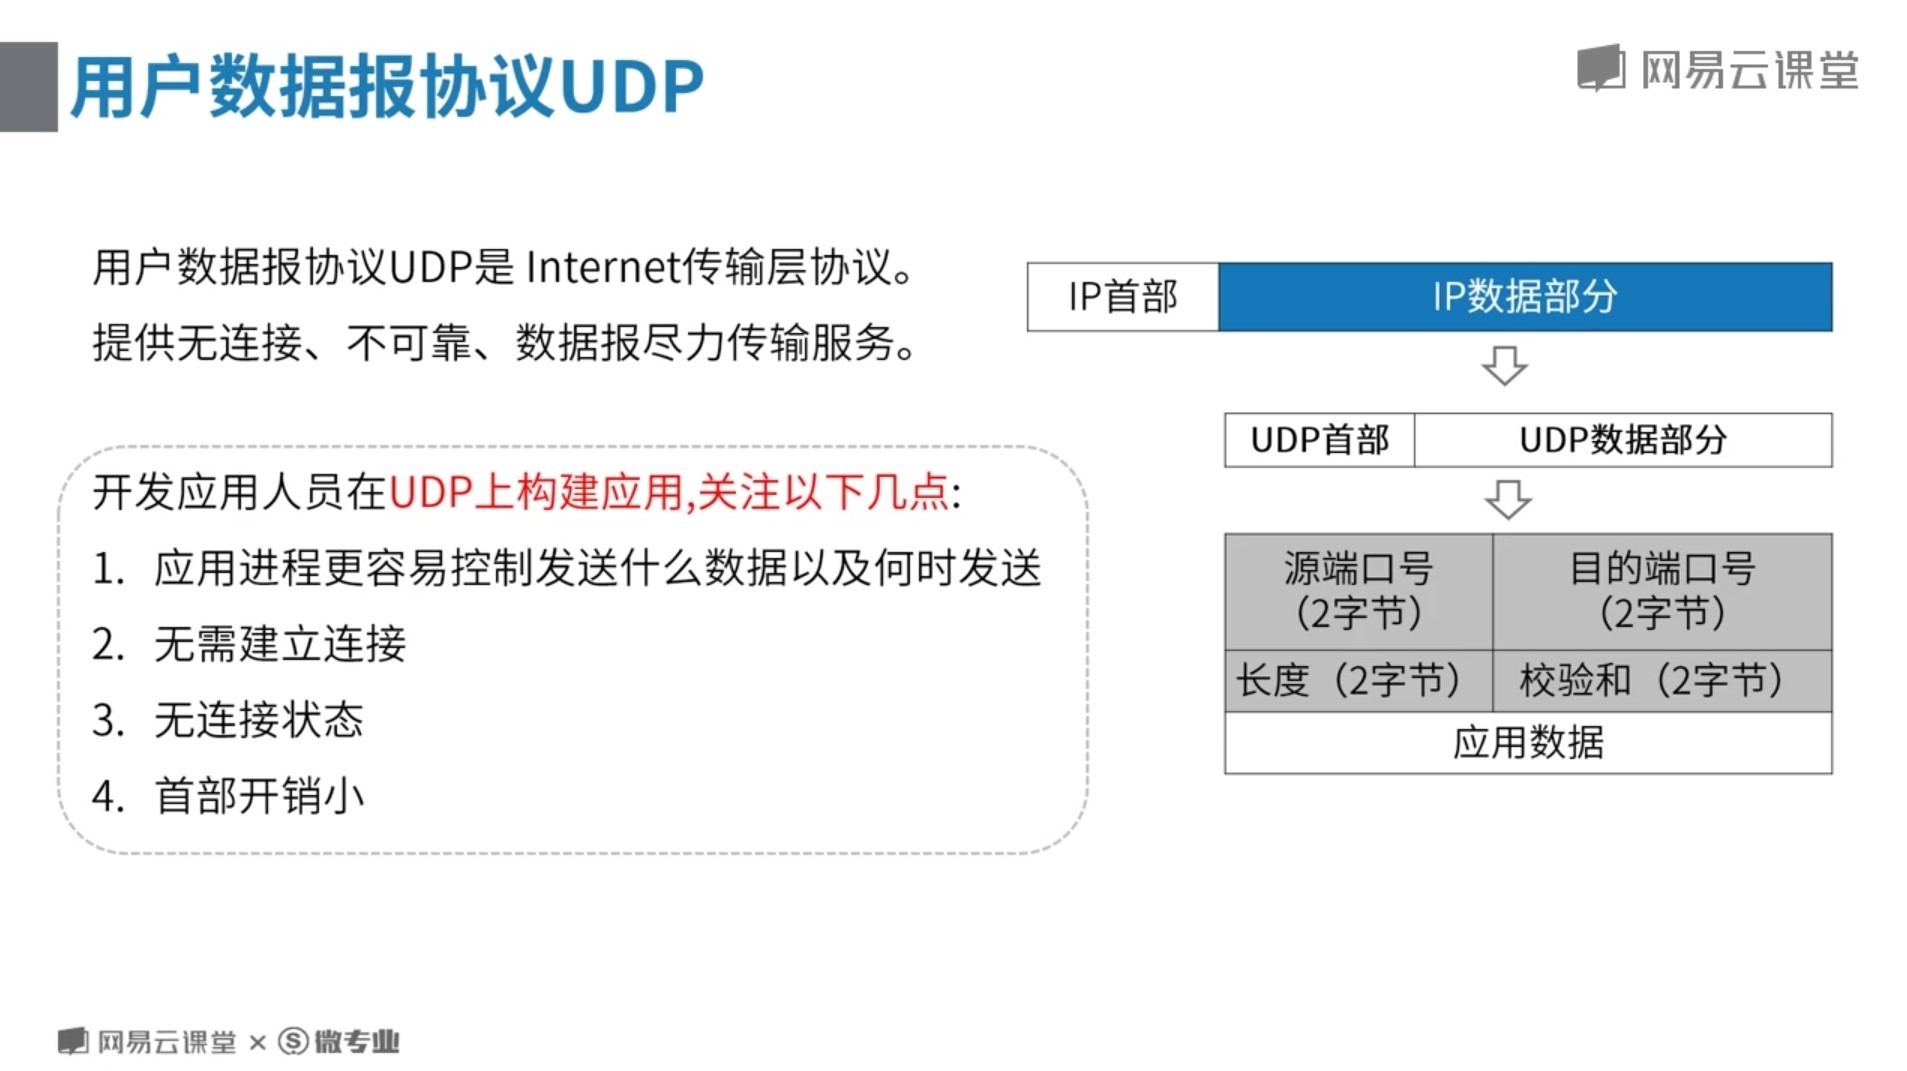 用户数据报协议UDP
网易云课堂
用户数据报协议UDP是 Internet传输层协议。
提供无连接、不可靠、数据报尽力传输服务。
开发应用人员在UDP上构建应用,关注以下几点:
1. 应用进程更容易控制发送什么数据以及何时发送
2. 无需建立连接
3. 无连接状态
4. 首部开销小
IP首部 IP数据部分
UDP首部 UDP数据部分
源端口号 目的端口号
（2字节） （2字节）
长度（2字节） 校验和（2字节）
应用数据
网易云课堂 × S 微专业